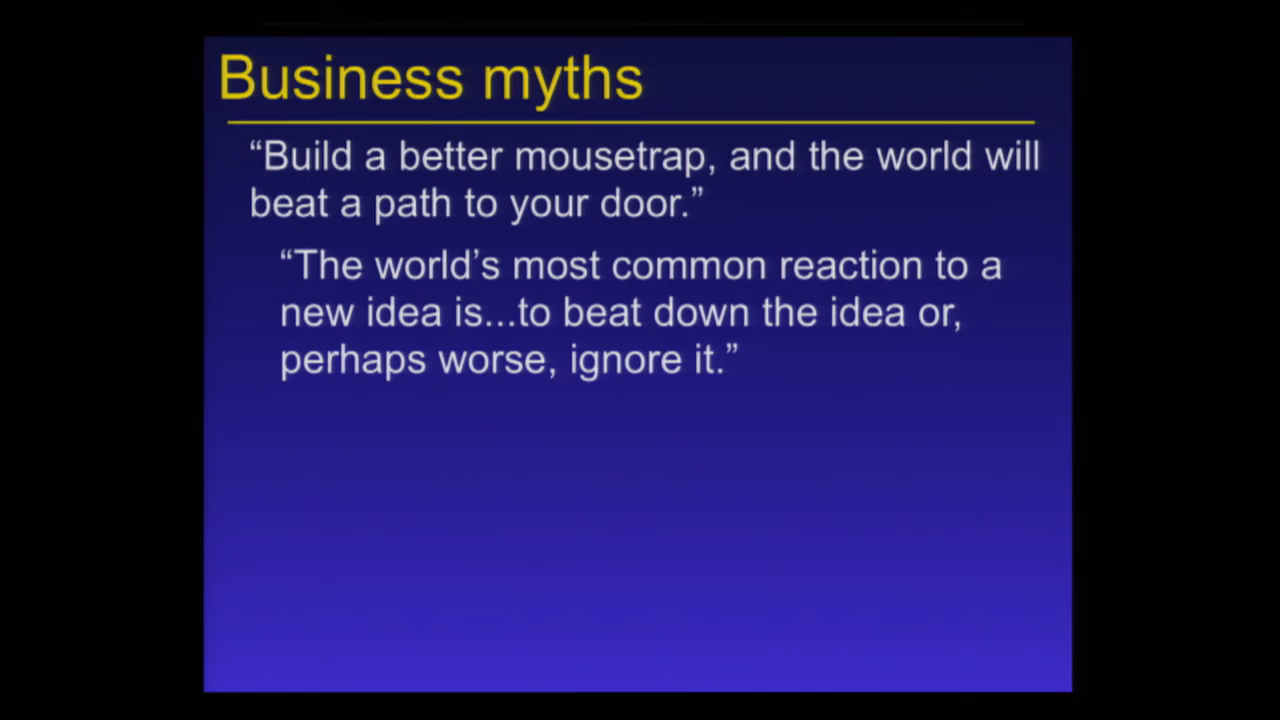 Business myths
“Build a better mousetrap, and the world will
beat a path to your door.”
“The world’s most common reaction to a
new idea is...to beat down the idea or,
perhaps worse, ignore it.”